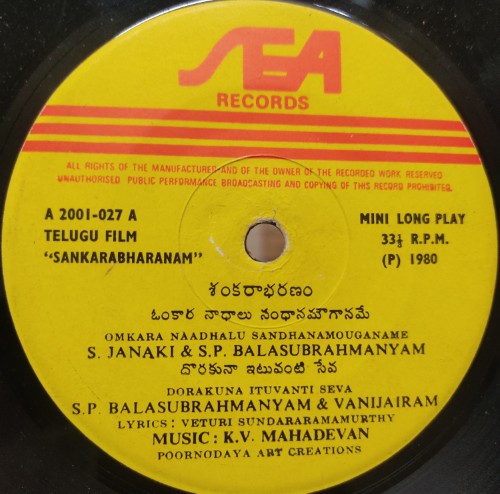 SEA
RECORDS
ALL RIGHTS OF THE MANUFACTURER AND OF THE OWNER OF THE RECORDED WORK RESERVED
UNAUTHORISED PUBLIC PERFORMANCE BROADCASTING AND COPYING OF THIS RECORD PROHIBITED.
A 2001-027 A
TELUGU FILM
"SANKARABHARANAM"
MINI LONG PLAY
33⅓ R.P.M.
(P) 1980
శంకరాభరణం
ఓంకార నాధాలు సంధానమౌగానమే
OMKARA NAADHALU SANDHANAMOUGANAME
S. JANAKI & S.P. BALASUBRAHMANYAM
దొరకునా ఇటువంటి సేవ
DORAKUNA ITUVANTI SEVA
S.P. BALASUBRAHMANYAM & VANIJAIRAM
LYRICS : VETURI SUNDARARAMAMURTHY
MUSIC : K.V. MAHADEVAN
POORNODAYA ART CREATIONS